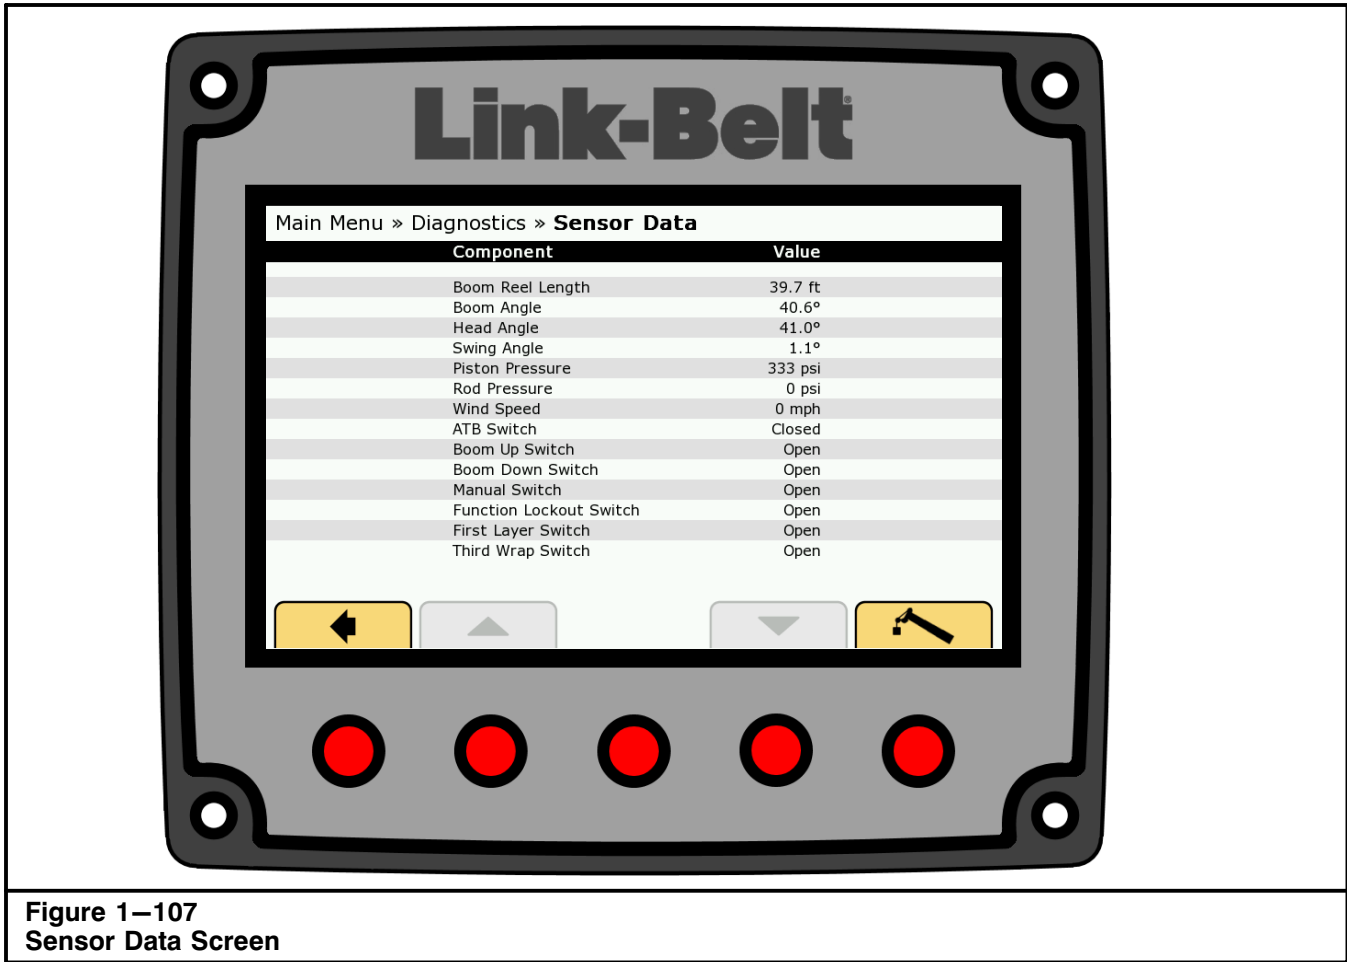 Link-Belt®
Main Menu » Diagnostics » Sensor Data
Component Value
Boom Reel Length 39.7 ft
Boom Angle 40.6º
Head Angle 41.0º
Swing Angle 1.1º
Piston Pressure 333 psi
Rod Pressure 0 psi
Wind Speed 0 mph
ATB Switch Closed
Boom Up Switch Open
Boom Down Switch Open
Manual Switch Open
Function Lockout Switch Open
First Layer Switch Open
Third Wrap Switch Open
Figure 1–107
Sensor Data Screen